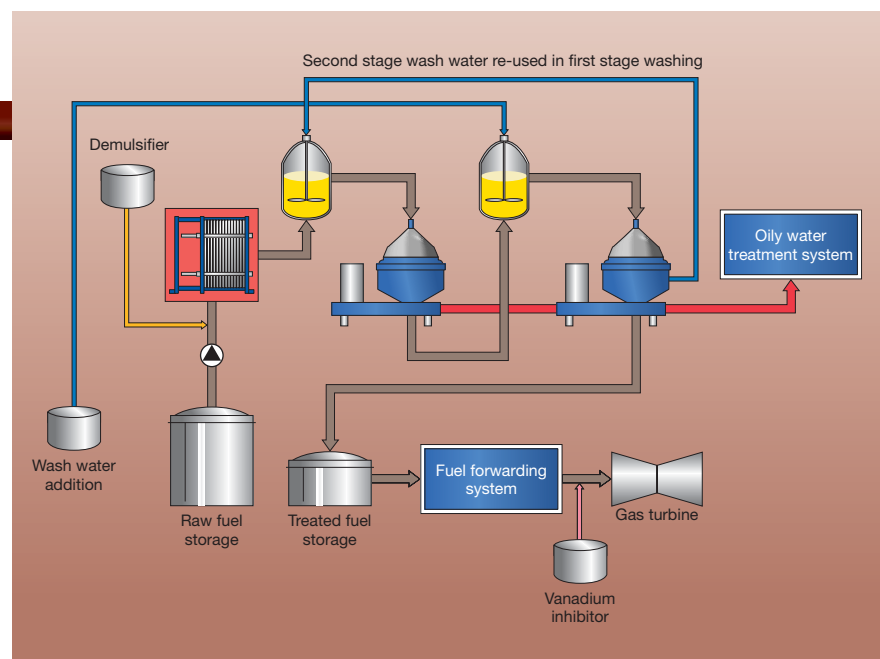 Second stage wash water re-used in first stage washing
Demulsifier
Oily water
treatment system
Wash water
addition
Raw fuel
storage
Treated fuel
storage
Fuel forwarding
system
Gas turbine
Vanadium
inhibitor